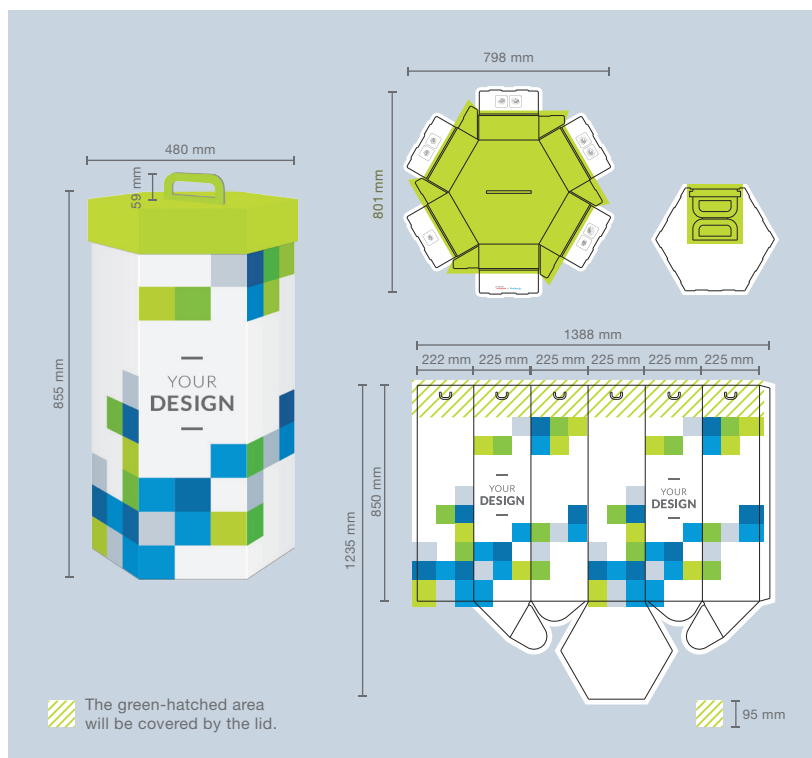 798 mm
480 mm
59 mm
801 mm
855 mm
YOUR
DESIGN
1388 mm
222 mm 225 mm 225 mm 225 mm 225 mm 225 mm
850 mm
1235 mm
YOUR
DESIGN
YOUR
DESIGN
The green-hatched area
will be covered by the lid.
95 mm